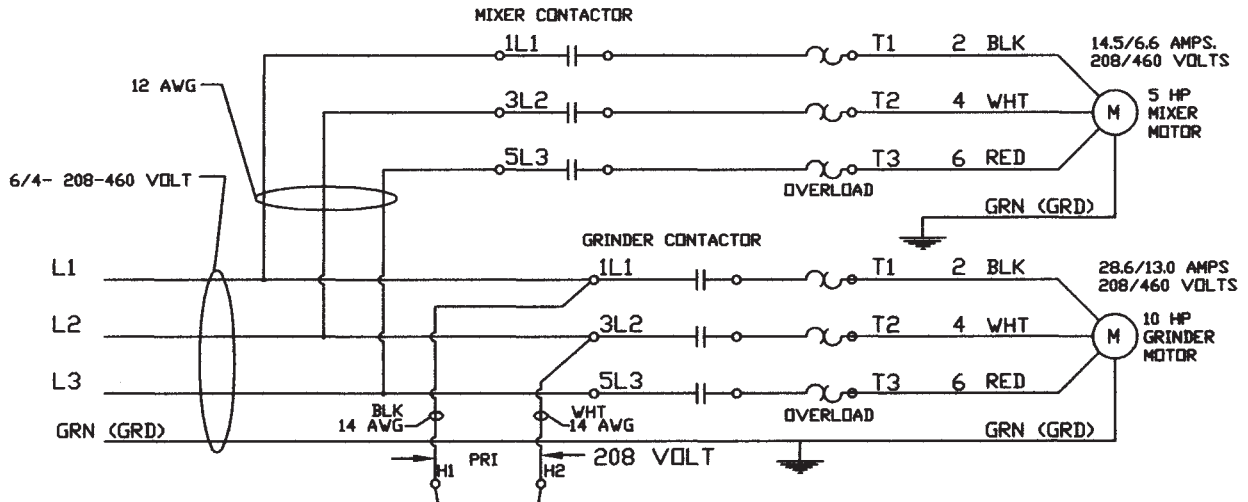 MIXER CONTACTOR
1L1
T1 2 BLK
14.5/6.6 AMPS.
208/460 VOLTS
12 AWG
3L2
T2 4 WHT
M
5 HP
MIXER
MOTOR
5L3
T3 6 RED
6/4- 208-460 VOLT
OVERLOAD
GRN (GRD)
GRINDER CONTACTOR
L1
1L1
T1 2 BLK
28.6/13.0 AMPS
208/460 VOLTS
L2
3L2
T2 4 WHT
M
10 HP
GRINDER
MOTOR
L3
5L3
T3 6 RED
BLK
14 AWG
WHT
14 AWG
OVERLOAD
GRN (GRD)
GRN (GRD)
H1
PRI
H2
208 VOLT